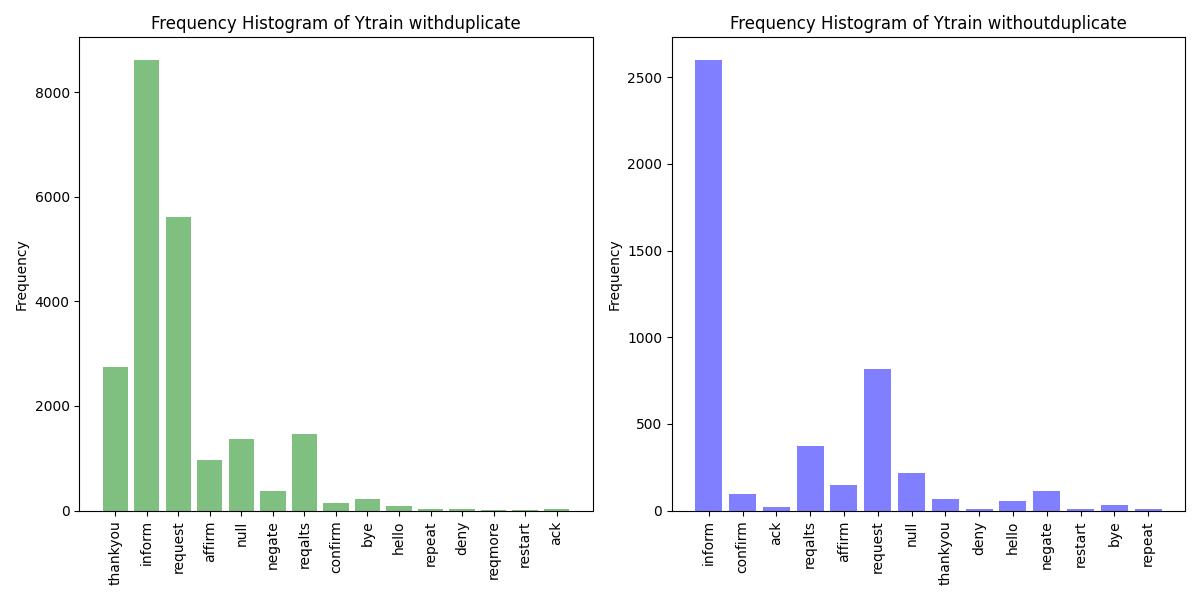 Frequency Histogram of Ytrain withduplicate
Frequency
8000
6000
4000
2000
0
thankyou
inform
request
affirm
null
negate
reqalts
confirm
bye
hello
repeat
deny
reqmore
restart
ack
Frequency Histogram of Ytrain withoutduplicate
Frequency
2500
2000
1500
1000
500
0
inform
confirm
ack
reqalts
affirm
request
null
thankyou
deny
hello
negate
restart
bye
repeat